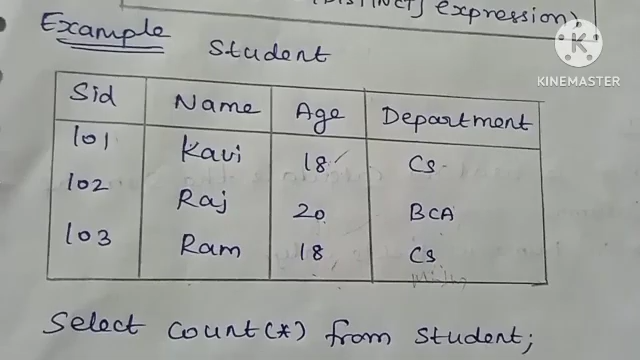 [DISTINCT] expression);
Example Student
KINEMASTER
Sid Name Age Department
101 Kavi 18 CS
102 Raj 20 BCA
103 Ram 18 CS
Select count(*) from Student;